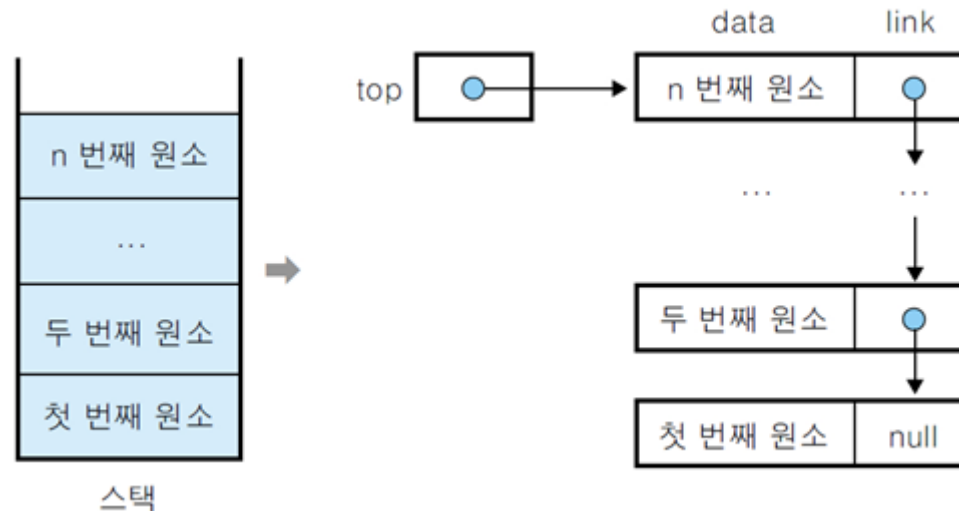 data link
top n 번째 원소
n 번째 원소
… …
…
두 번째 원소
두 번째 원소
첫 번째 원소
첫 번째 원소 null
스택